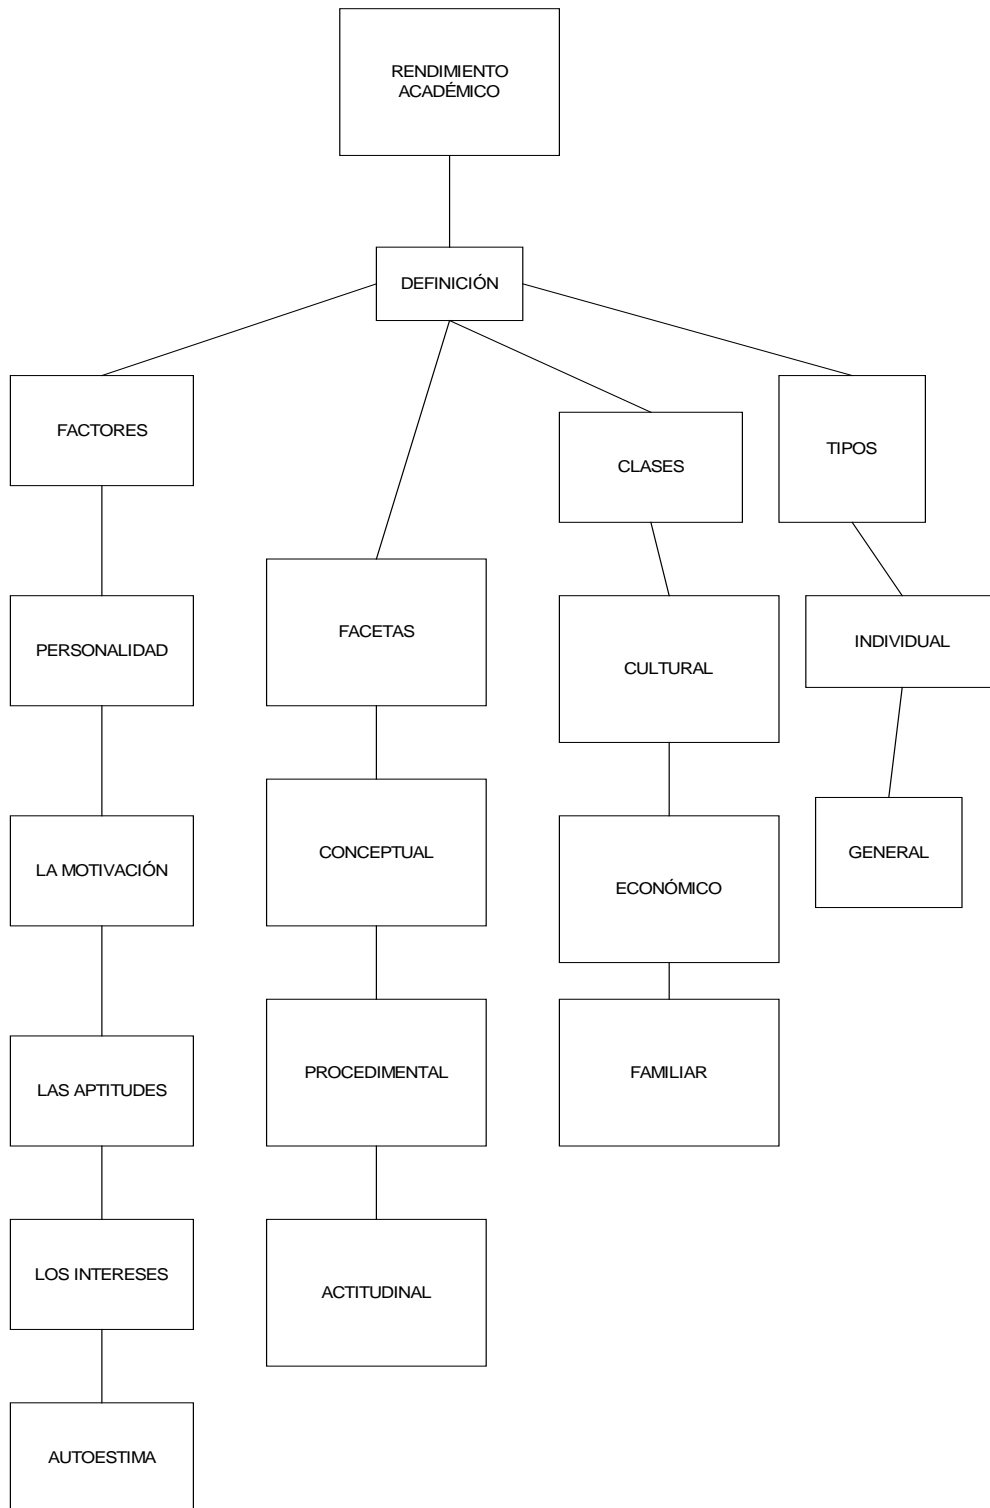 RENDIMIENTO
ACADÉMICO
DEFINICIÓN
FACTORES
CLASES
TIPOS
PERSONALIDAD
FACETAS
CULTURAL
INDIVIDUAL
LA MOTIVACIÓN
CONCEPTUAL
ECONÓMICO
GENERAL
LAS APTITUDES
PROCEDIMENTAL
FAMILIAR
LOS INTERESES
ACTITUDINAL
AUTOESTIMA